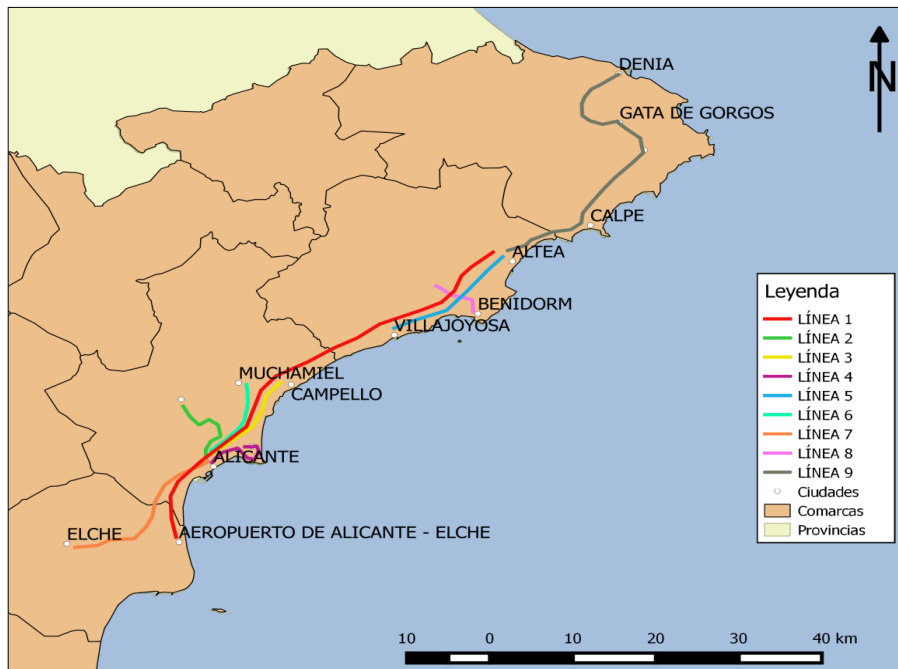 N
DENIA
GATA DE GORGOS
CALPE
ALTEA
BENIDORM
VILLAJOYOSA
MUCHAMIEL
CAMPELLO
ALICANTE
ELCHE
AEROPUERTO DE ALICANTE - ELCHE
Leyenda
LÍNEA 1
LÍNEA 2
LÍNEA 3
LÍNEA 4
LÍNEA 5
LÍNEA 6
LÍNEA 7
LÍNEA 8
LÍNEA 9
Ciudades
Comarcas
Provincias
10 0 10 20 30 40 km